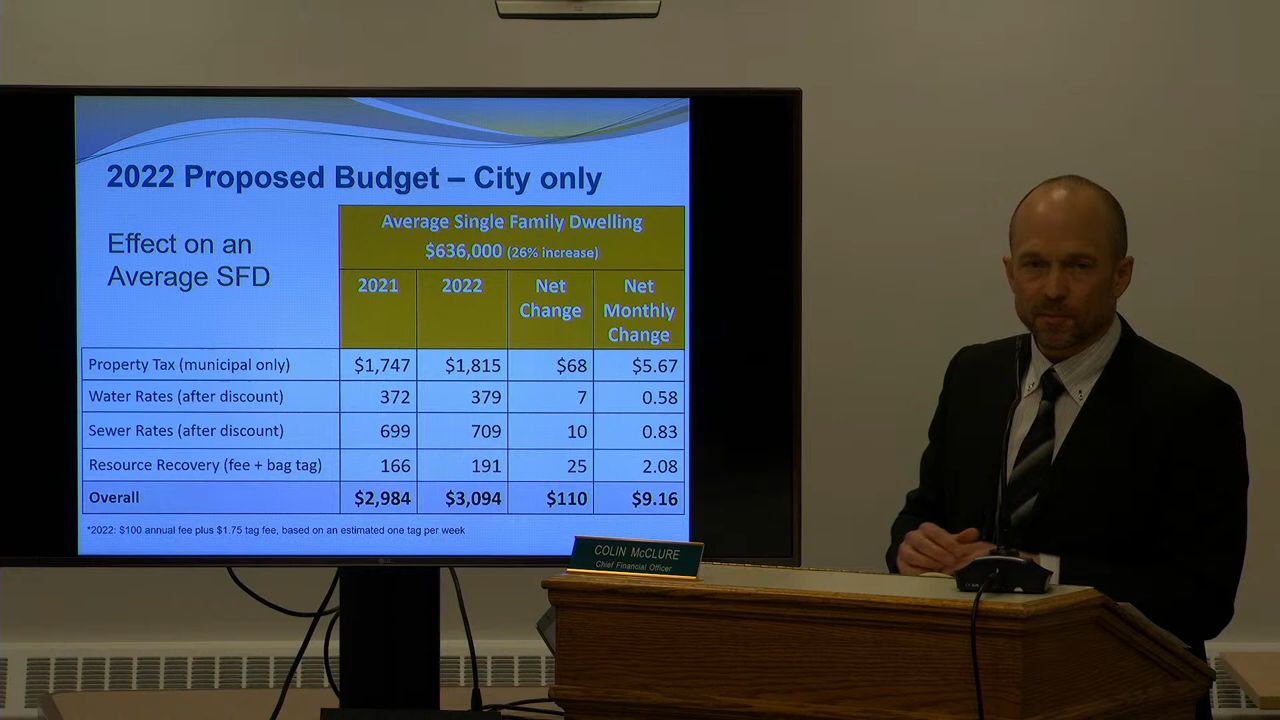 2022 Proposed Budget – City only
Effect on an
Average SFD
Average Single Family Dwelling
$636,000 (26% increase)
2021 2022 Net Change Net Monthly Change
Property Tax (municipal only) $1,747 $1,815 $68 $5.67
Water Rates (after discount) 372 379 7 0.58
Sewer Rates (after discount) 699 709 10 0.83
Resource Recovery (fee + bag tag) 166 191 25 2.08
Overall $2,984 $3,094 $110 $9.16
*2022: $100 annual fee plus $1.75 tag fee, based on an estimated one tag per week
LG
COLIN McCLURE
Chief Financial Officer